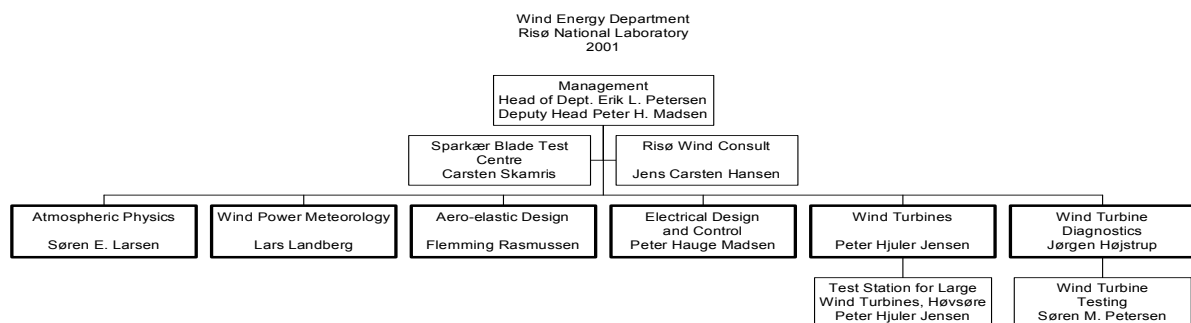 Wind Energy Department
Risø National Laboratory
2001
Management
Head of Dept. Erik L. Petersen
Deputy Head Peter H. Madsen
Sparkær Blade Test
Centre
Carsten Skamris
Risø Wind Consult
Jens Carsten Hansen
Atmospheric Physics
Søren E. Larsen
Wind Power Meteorology
Lars Landberg
Aero-elastic Design
Flemming Rasmussen
Electrical Design
and Control
Peter Hauge Madsen
Wind Turbines
Peter Hjuler Jensen
Wind Turbine
Diagnostics
Jørgen Højstrup
Test Station for Large
Wind Turbines, Høvsøre
Peter Hjuler Jensen
Wind Turbine
Testing
Søren M. Petersen